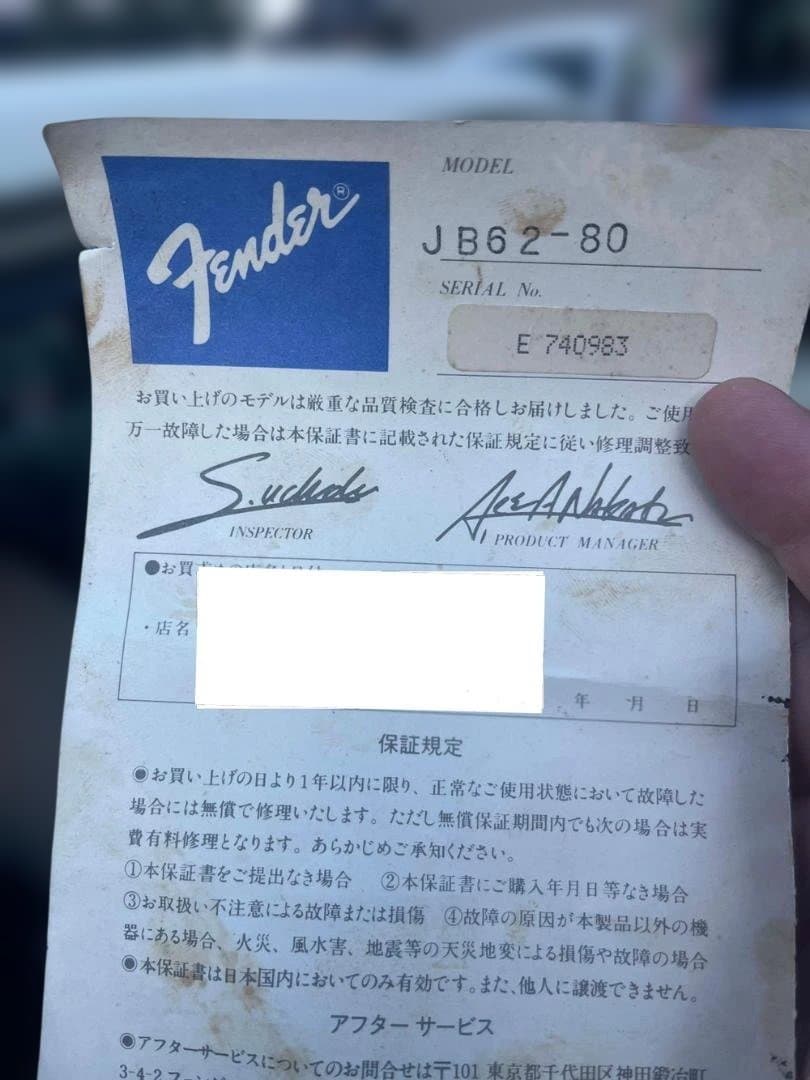 Fender®
MODEL
JB62-80
SERIAL No.
E 740983
お買い上げのモデルは厳重な品質検査に合格しお届けしました。ご使用
万一故障した場合は本保証書に記載された保証規定に従い修理調整致
INSPECTOR
PRODUCT MANAGER
●お買
・店名
年 月 日
保証規定
◉お買い上げの日より1年以内に限り、正常なご使用状態において故障した
場合には無償で修理いたします。ただし無償保証期間内でも次の場合は実
費有料修理となります。あらかじめご承知ください。
①本保証書をご提出なき場合 ②本保証書にご購入年月日等なき場合
③お取扱い不注意による故障または損傷 ④故障の原因が本製品以外の機
器にある場合、火災、風水害、地震等の天災地変による損傷や故障の場合
◉本保証書は日本国内においてのみ有効です。また、他人に譲渡できません。
アフターサービス
◉アフターサービスについてのお問合せは〒101 東京都千代田区神田鍛冶町
3-4-2